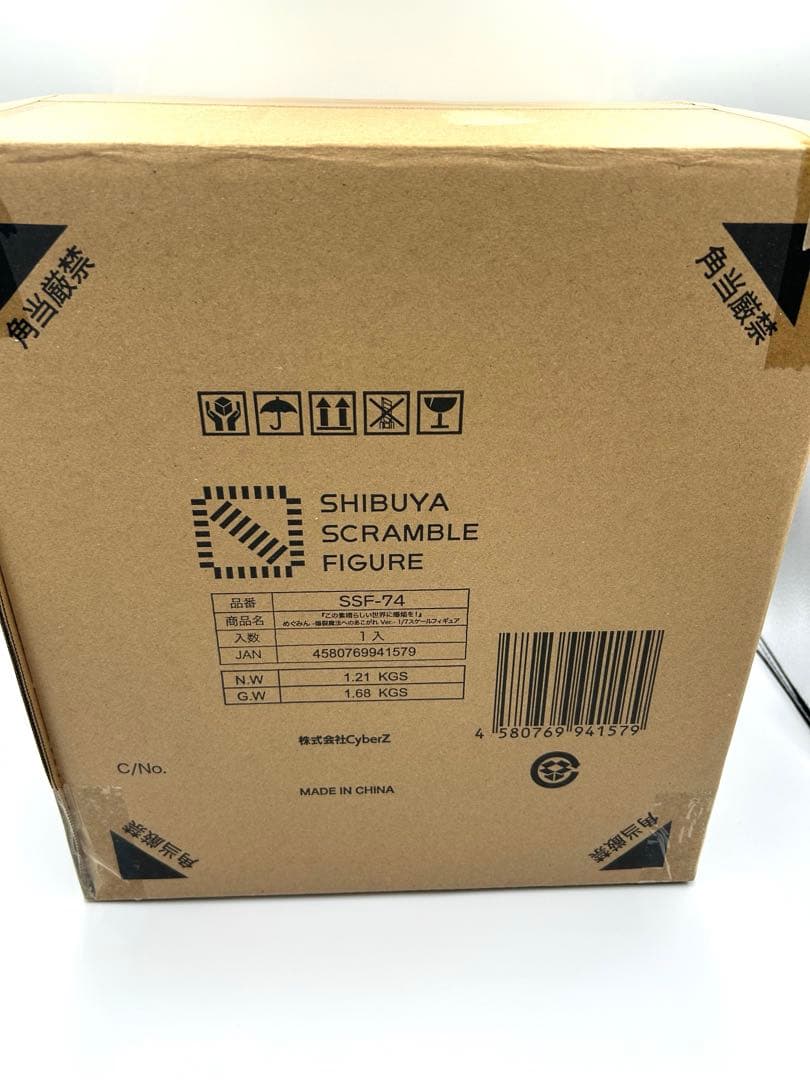 角当厳禁
角当厳禁
SHIBUYA
SCRAMBLE
FIGURE
品番 SSF-74
商品名 『この素晴らしい世界に爆焔を！』
めぐみん -爆裂魔法へのあこがれ Ver.- 1/7スケールフィギュア
入数 1入
JAN 4580769941579
N.W 1.21 KGS
G.W 1.68 KGS
4 580769 941579
株式会社CyberZ
C/No.
MADE IN CHINA
角当厳禁
角当厳禁